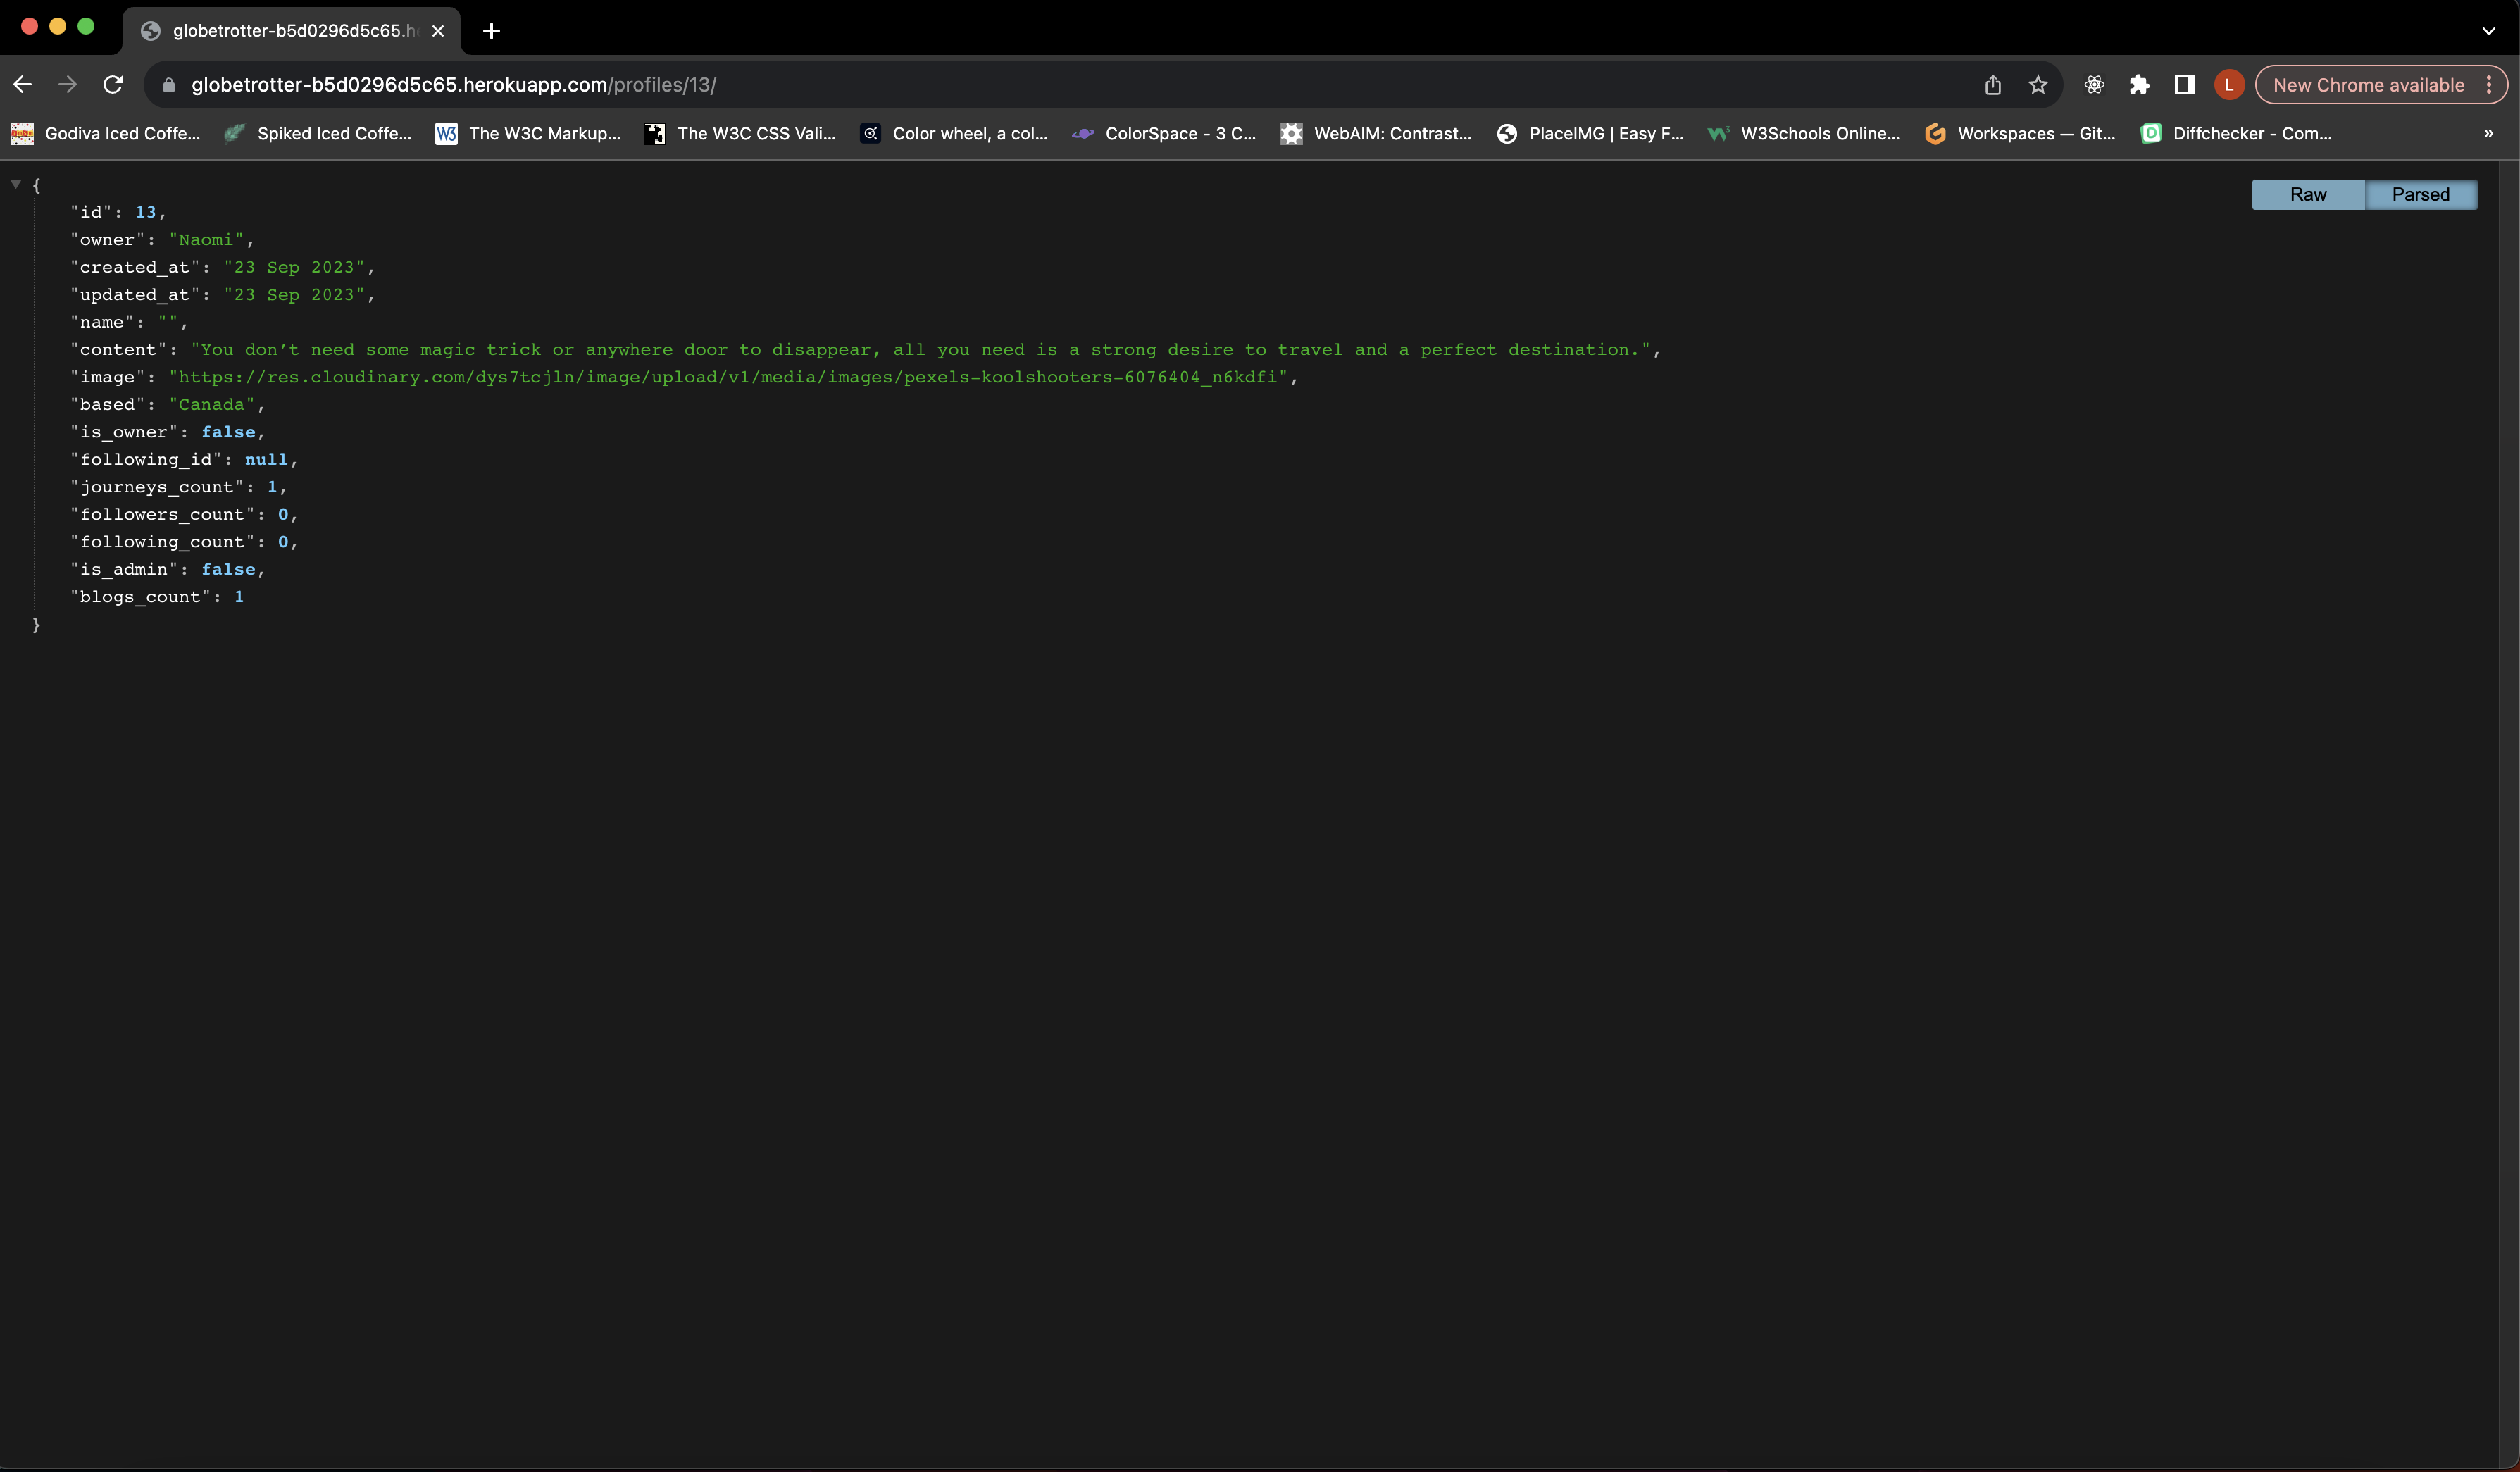 globetrotter-b5d0296d5c65.h
globetrotter-b5d0296d5c65.herokuapp.com/profiles/13/
L
New Chrome available
Godiva Iced Coffe...
Spiked Iced Coffe...
The W3C Markup...
The W3C CSS Vali...
Color wheel, a col...
ColorSpace - 3 C...
WebAIM: Contrast...
PlaceIMG | Easy F...
W3Schools Online...
Workspaces — Git...
Diffchecker - Com...
»
Raw
Parsed
{
"id": 13,
"owner": "Naomi",
"created_at": "23 Sep 2023",
"updated_at": "23 Sep 2023",
"name": "",
"content": "You don’t need some magic trick or anywhere door to disappear, all you need is a strong desire to travel and a perfect destination.",
"image": "https://res.cloudinary.com/dys7tcjln/image/upload/v1/media/images/pexels-koolshooters-6076404_n6kdfi",
"based": "Canada",
"is_owner": false,
"following_id": null,
"journeys_count": 1,
"followers_count": 0,
"following_count": 0,
"is_admin": false,
"blogs_count": 1
}